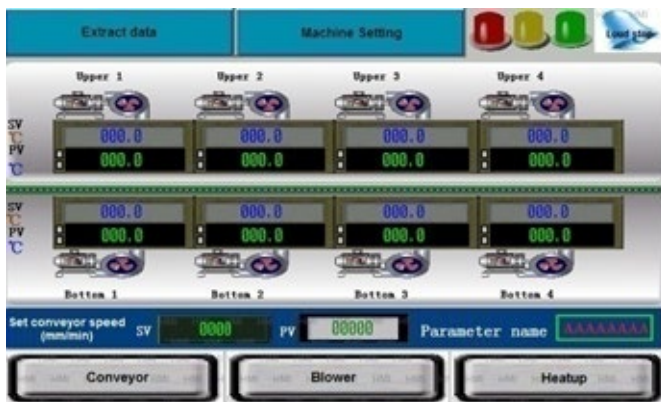 Extract data
Machine Setting
Loud stop
Upper 1
Upper 2
Upper 3
Upper 4
SV
°C
000.0
000.0
000.0
000.0
PV
°C
000.0
000.0
000.0
000.0
SV
°C
000.0
000.0
000.0
000.0
PV
°C
000.0
000.0
000.0
000.0
Bottom 1
Bottom 2
Bottom 3
Bottom 4
Set conveyor speed
(mm/min)
SV
0000
PV
00000
Parameter name
AAAAAAAA
Conveyor
Blower
Heatup